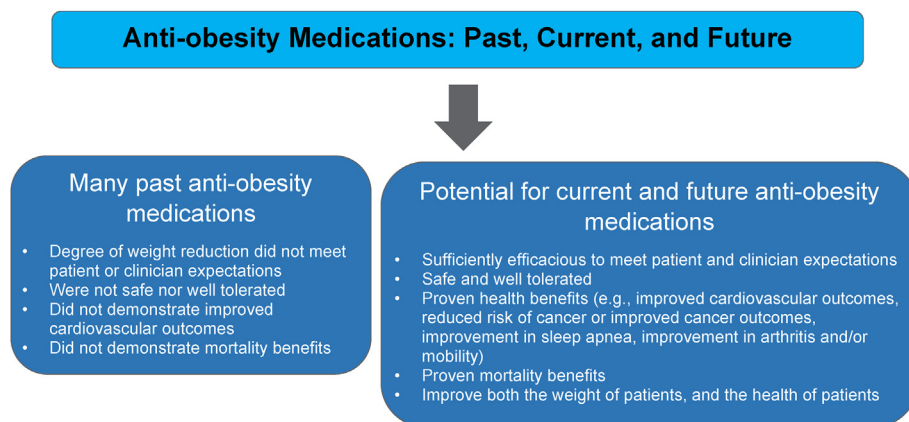 Anti-obesity Medications: Past, Current, and Future
Many past anti-obesity
medications
• Degree of weight reduction did not meet
patient or clinician expectations
• Were not safe nor well tolerated
• Did not demonstrate improved
cardiovascular outcomes
• Did not demonstrate mortality benefits
Potential for current and future anti-obesity
medications
• Sufficiently efficacious to meet patient and clinician expectations
• Safe and well tolerated
• Proven health benefits (e.g., improved cardiovascular outcomes,
reduced risk of cancer or improved cancer outcomes,
improvement in sleep apnea, improvement in arthritis and/or
mobility)
• Proven mortality benefits
• Improve both the weight of patients, and the health of patients